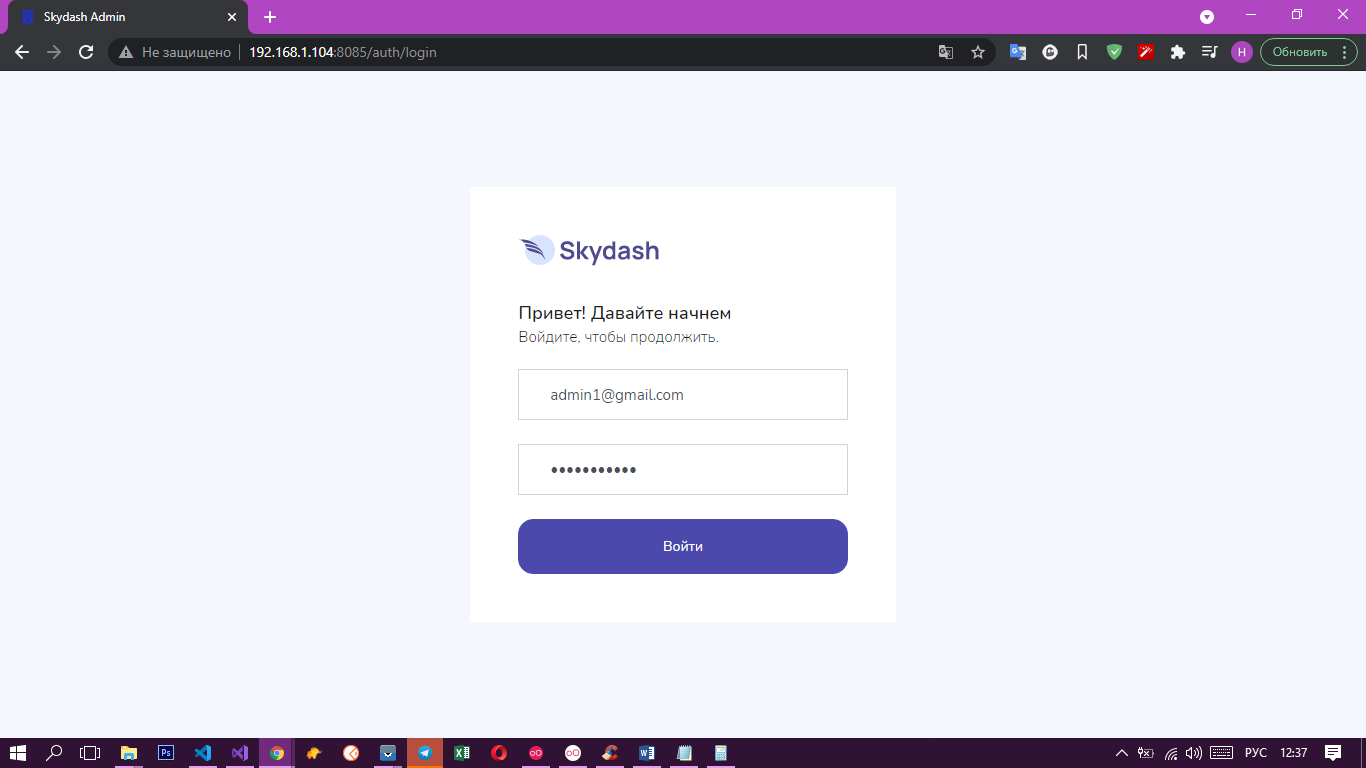 Skydash Admin
Не защищено
192.168.1.104:8085/auth/login
Н
Обновить
Skydash
Привет! Давайте начнем
Войдите, чтобы продолжить.
admin1@gmail.com
•••••••••••
Войти
Ps
РУС
12:37